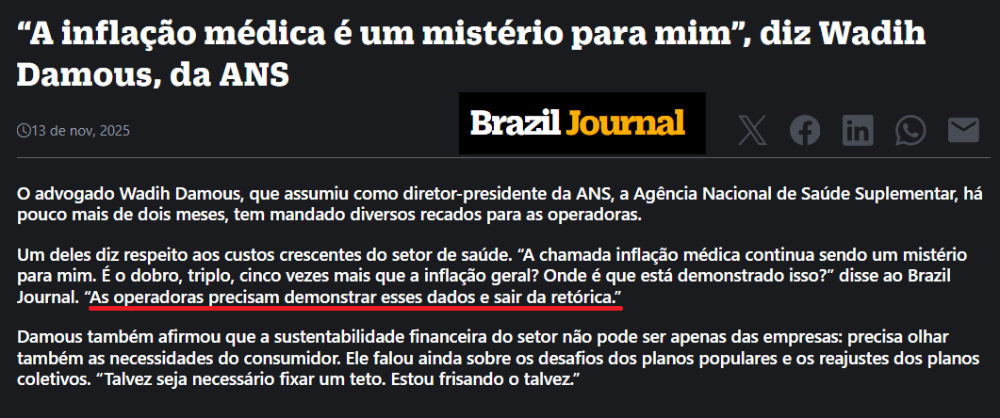 “A inflação médica é um mistério para mim”, diz Wadih
Damous, da ANS
13 de nov, 2025
Brazil Journal
O advogado Wadih Damous, que assumiu como diretor-presidente da ANS, a Agência Nacional de Saúde Suplementar, há
pouco mais de dois meses, tem mandado diversos recados para as operadoras.
Um deles diz respeito aos custos crescentes do setor de saúde. “A chamada inflação médica continua sendo um mistério
para mim. É o dobro, triplo, cinco vezes mais que a inflação geral? Onde é que está demonstrado isso?” disse ao Brazil
Journal. “As operadoras precisam demonstrar esses dados e sair da retórica.”
Damous também afirmou que a sustentabilidade financeira do setor não pode ser apenas das empresas: precisa olhar
também as necessidades do consumidor. Ele falou ainda sobre os desafios dos planos populares e os reajustes dos planos
coletivos. “Talvez seja necessário fixar um teto. Estou frisando o talvez.”